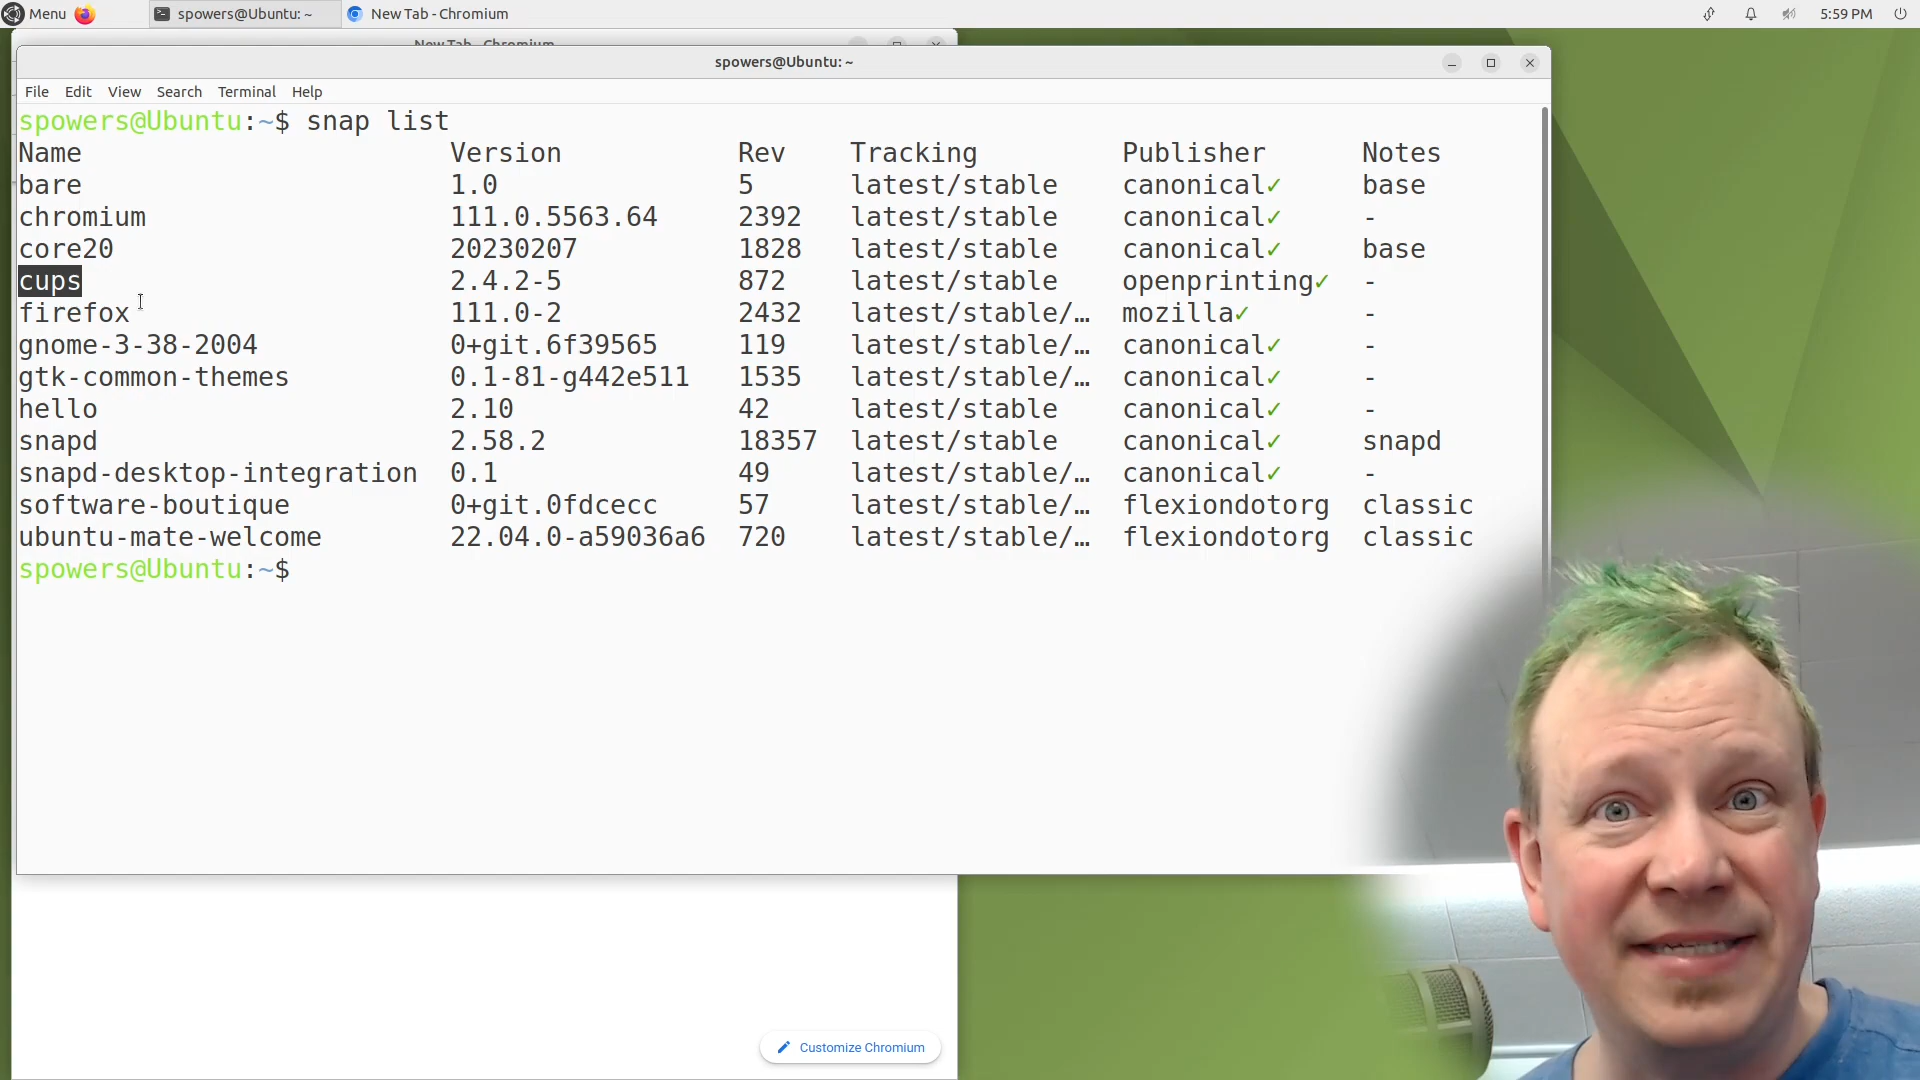 Menu spowers@Ubuntu: ~ New Tab - Chromium 5:59 PM
New Tab - Chromium
spowers@Ubuntu: ~
File Edit View Search Terminal Help
spowers@Ubuntu:~$ snap list
Name Version Rev Tracking Publisher Notes
bare 1.0 5 latest/stable canonical✓ base
chromium 111.0.5563.64 2392 latest/stable canonical✓ -
core20 20230207 1828 latest/stable canonical✓ base
cups 2.4.2-5 872 latest/stable openprinting✓ -
firefox 111.0-2 2432 latest/stable/… mozilla✓ -
gnome-3-38-2004 0+git.6f39565 119 latest/stable/… canonical✓ -
gtk-common-themes 0.1-81-g442e511 1535 latest/stable/… canonical✓ -
hello 2.10 42 latest/stable canonical✓ -
snapd 2.58.2 18357 latest/stable canonical✓ snapd
snapd-desktop-integration 0.1 49 latest/stable/… canonical✓ -
software-boutique 0+git.0fdcecc 57 latest/stable/… flexiondotorg classic
ubuntu-mate-welcome 22.04.0-a59036a6 720 latest/stable/… flexiondotorg classic
spowers@Ubuntu:~$
Customize Chromium